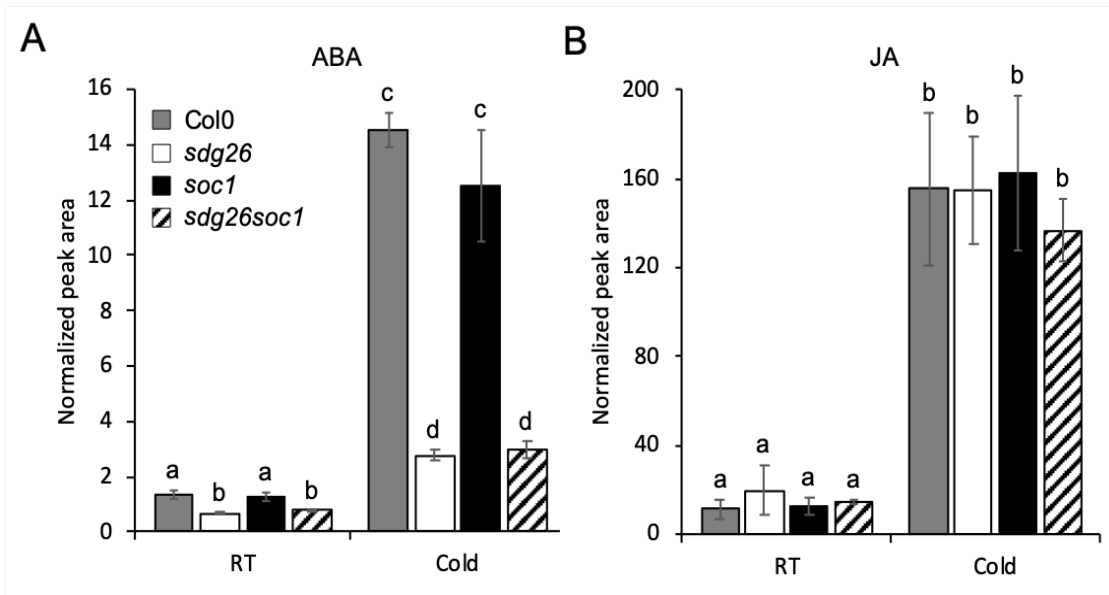 A
ABA
Normalized peak area
16
14
12
10
8
6
4
2
0
Col0
sdg26
soc1
sdg26soc1
a
b
a
b
c
d
c
d
RT
Cold
B
JA
Normalized peak area
200
160
120
80
40
0
a
a
a
a
b
b
b
b
RT
Cold